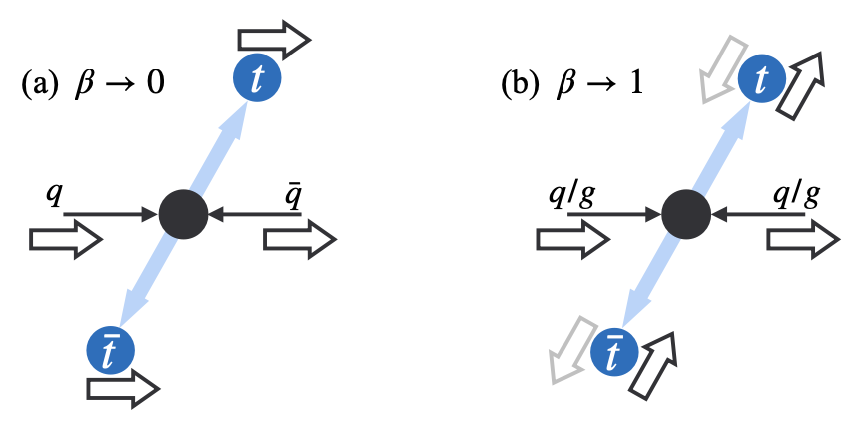 (a) β → 0
t
q
q̄
t̄
(b) β → 1
t
q/g
q/g
t̄